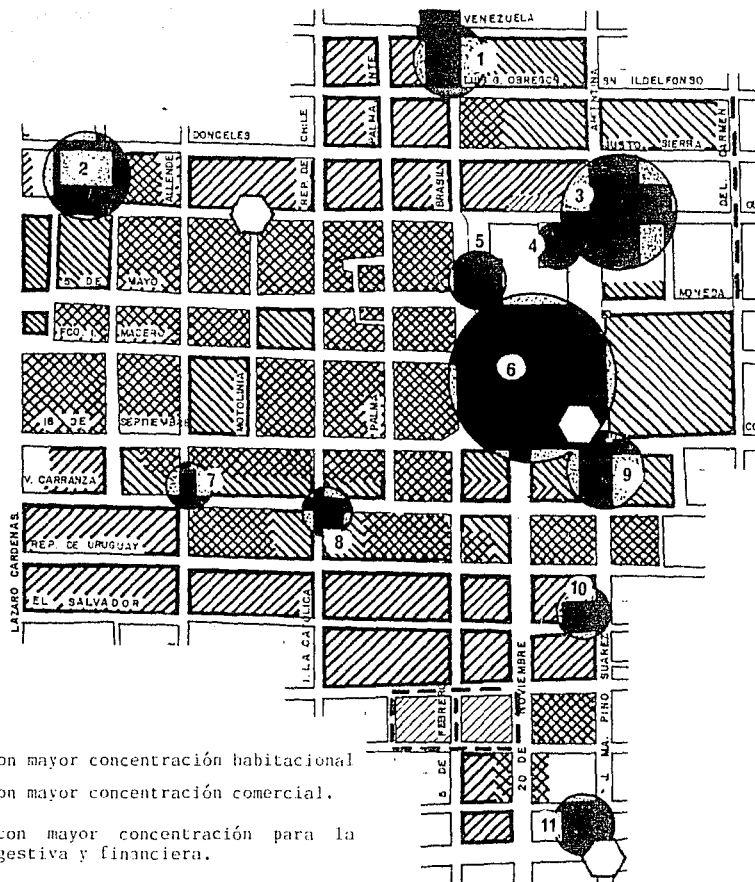 VENEZUELA
1
LUIS G. OBREGON
SN ILDELFONSO
ARGENTINA
DEL CARMEN
DONCELES
REP. DE CHILE
PALMA NTE
JUSTO SIERRA
2
ALLENDE
BRASIL
3
5
4
5 DE MAYO
MONEDA
FCO. I. MADERO
6
MOTOLINIA
PALMA
16 DE SEPTIEMBRE
V. CARRANZA
7
9
8
REP. DE URUGUAY
LAZARO CARDENAS.
EL SALVADOR
10
I. LA CATOLICA
5 DE FEBRERO
20 DE NOVIEMBRE
J. MA. PINO SUAREZ
on mayor concentración habitacional
on mayor concentración comercial.
con mayor concentración para la
gestiva y financiera.
11